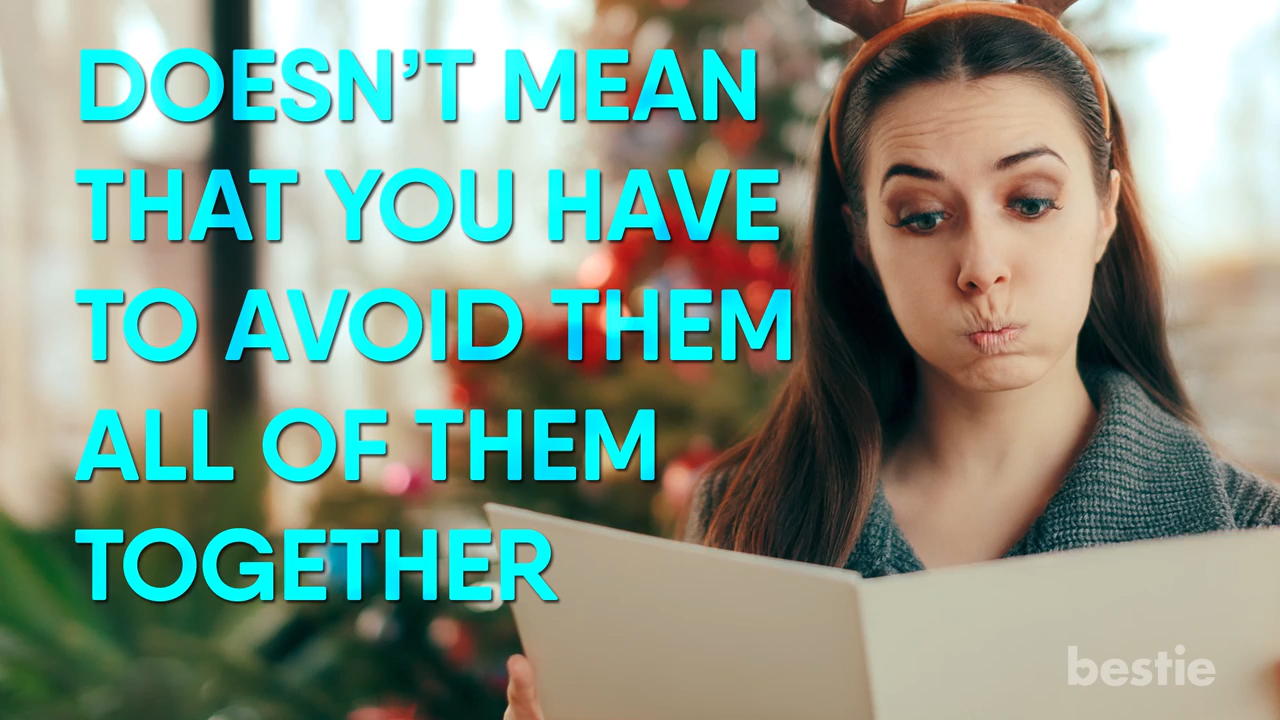 DOESN’T MEAN
THAT YOU HAVE
TO AVOID THEM
ALL OF THEM
TOGETHER
bestie